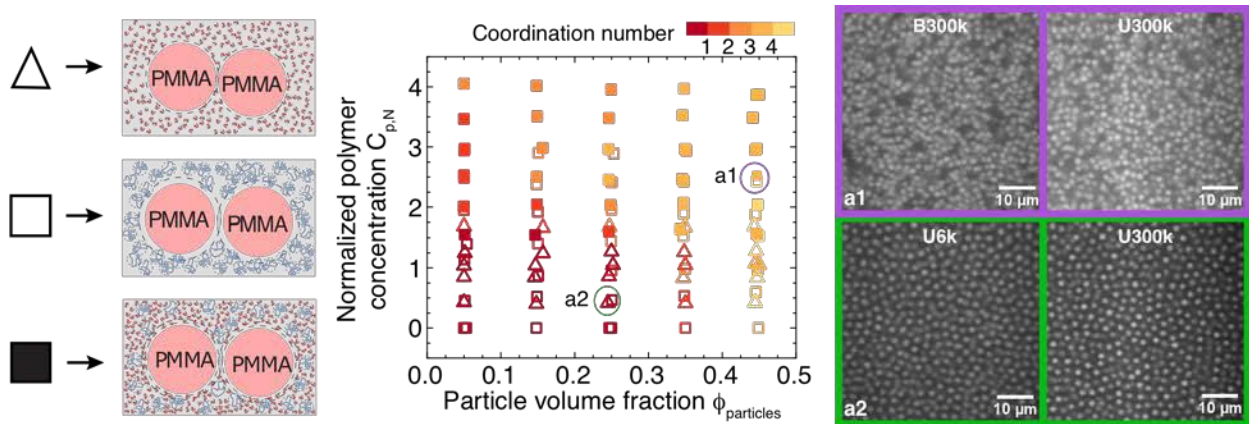 PMMA PMMA
PMMA PMMA
PMMA PMMA
Coordination number
1 2 3 4
Normalized polymer
concentration C_p,N
4
3
2
1
0
a1
a2
0.0 0.1 0.2 0.3 0.4 0.5
Particle volume fraction ϕ_particles
B300k U300k
a1 10 µm 10 µm
U6k U300k
a2 10 µm 10 µm